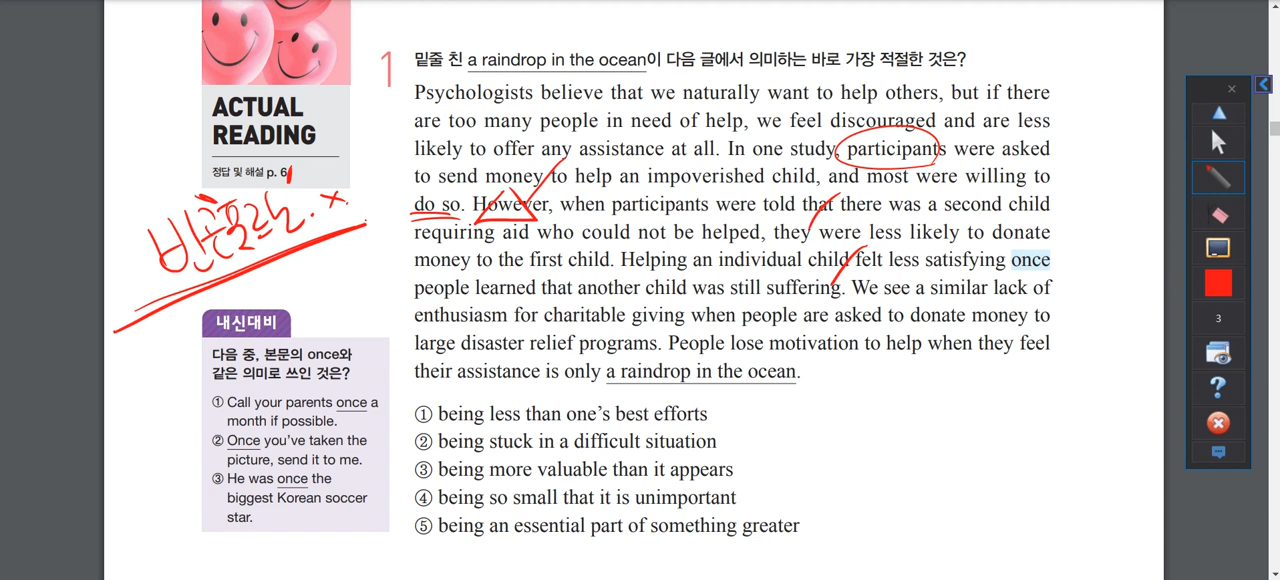 ACTUAL
READING
정답 및 해설 p. 6
내신대비
다음 중, 본문의 once와
같은 의미로 쓰인 것은?
① Call your parents once a
month if possible.
② Once you've taken the
picture, send it to me.
③ He was once the
biggest Korean soccer
star.
1
밑줄 친 a raindrop in the ocean이 다음 글에서 의미하는 바로 가장 적절한 것은?
Psychologists believe that we naturally want to help others, but if there
are too many people in need of help, we feel discouraged and are less
likely to offer any assistance at all. In one study, participants were asked
to send money to help an impoverished child, and most were willing to
do so. However, when participants were told that there was a second child
requiring aid who could not be helped, they were less likely to donate
money to the first child. Helping an individual child felt less satisfying once
people learned that another child was still suffering. We see a similar lack of
enthusiasm for charitable giving when people are asked to donate money to
large disaster relief programs. People lose motivation to help when they feel
their assistance is only a raindrop in the ocean.
① being less than one's best efforts
② being stuck in a difficult situation
③ being more valuable than it appears
④ being so small that it is unimportant
⑤ being an essential part of something greater
3